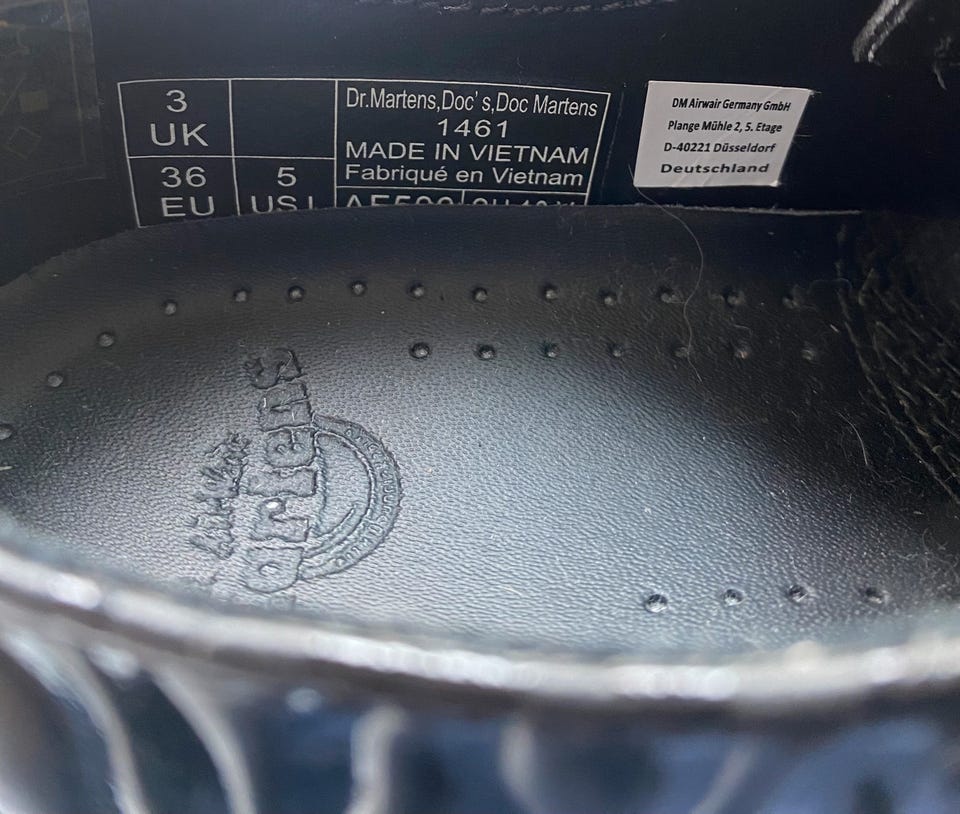 3
UK
36
EU
5
US L
Dr.Martens,Doc's,Doc Martens
1461
MADE IN VIETNAM
Fabriqué en Vietnam
DM Airwair Germany GmbH
Plange Mühle 2, 5. Etage
D-40221 Düsseldorf
Deutschland